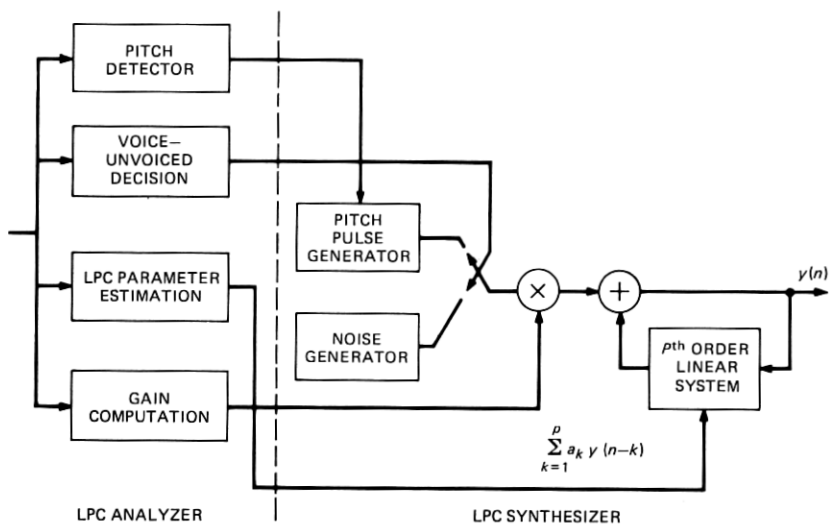 PITCH
DETECTOR
VOICE–
UNVOICED
DECISION
LPC PARAMETER
ESTIMATION
GAIN
COMPUTATION
PITCH
PULSE
GENERATOR
NOISE
GENERATOR
×
+
y(n)
pth ORDER
LINEAR
SYSTEM
p
∑ aₖ y (n–k)
k=1
LPC ANALYZER
LPC SYNTHESIZER